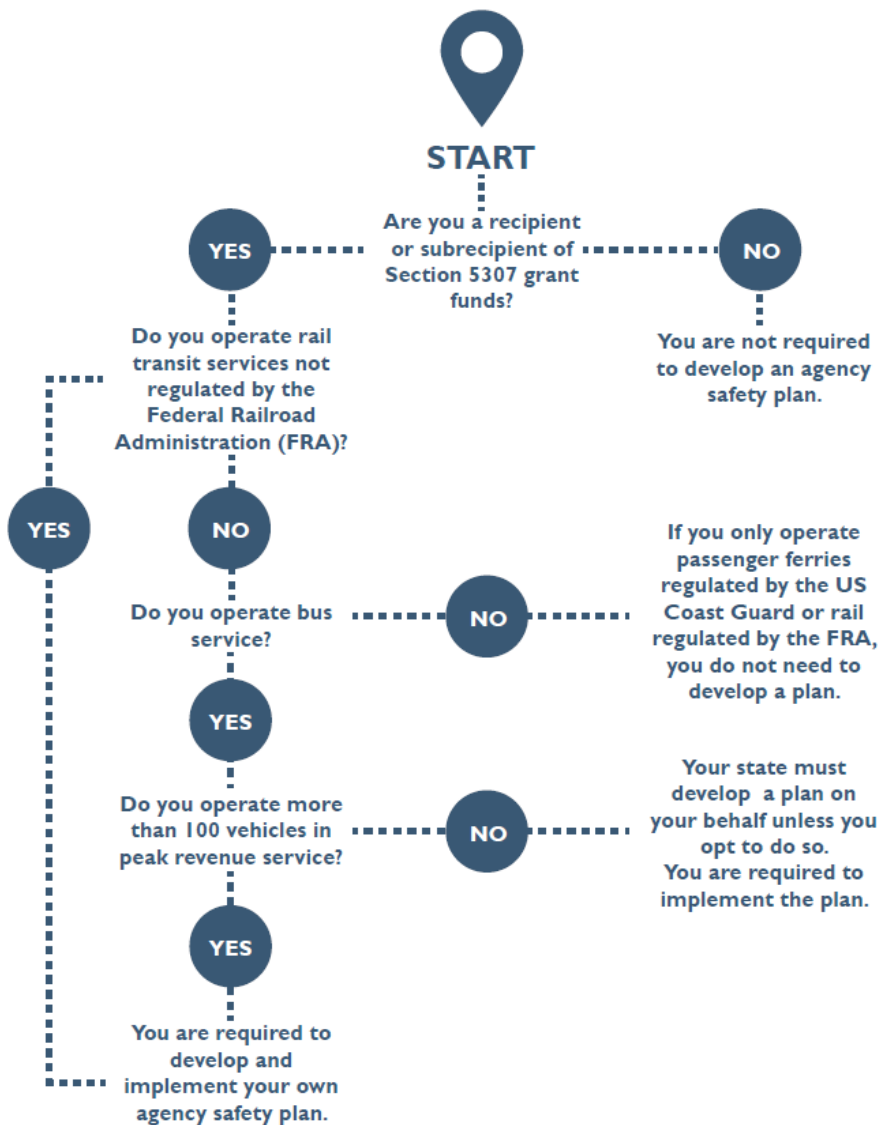 START
Are you a recipient
or subrecipient of
Section 5307 grant
funds?
YES
NO
Do you operate rail
transit services not
regulated by the
Federal Railroad
Administration (FRA)?
You are not required
to develop an agency
safety plan.
YES
NO
Do you operate bus
service?
NO
If you only operate
passenger ferries
regulated by the US
Coast Guard or rail
regulated by the FRA,
you do not need to
develop a plan.
YES
Do you operate more
than 100 vehicles in
peak revenue service?
NO
Your state must
develop a plan on
your behalf unless you
opt to do so.
You are required to
implement the plan.
YES
You are required to
develop and
implement your own
agency safety plan.